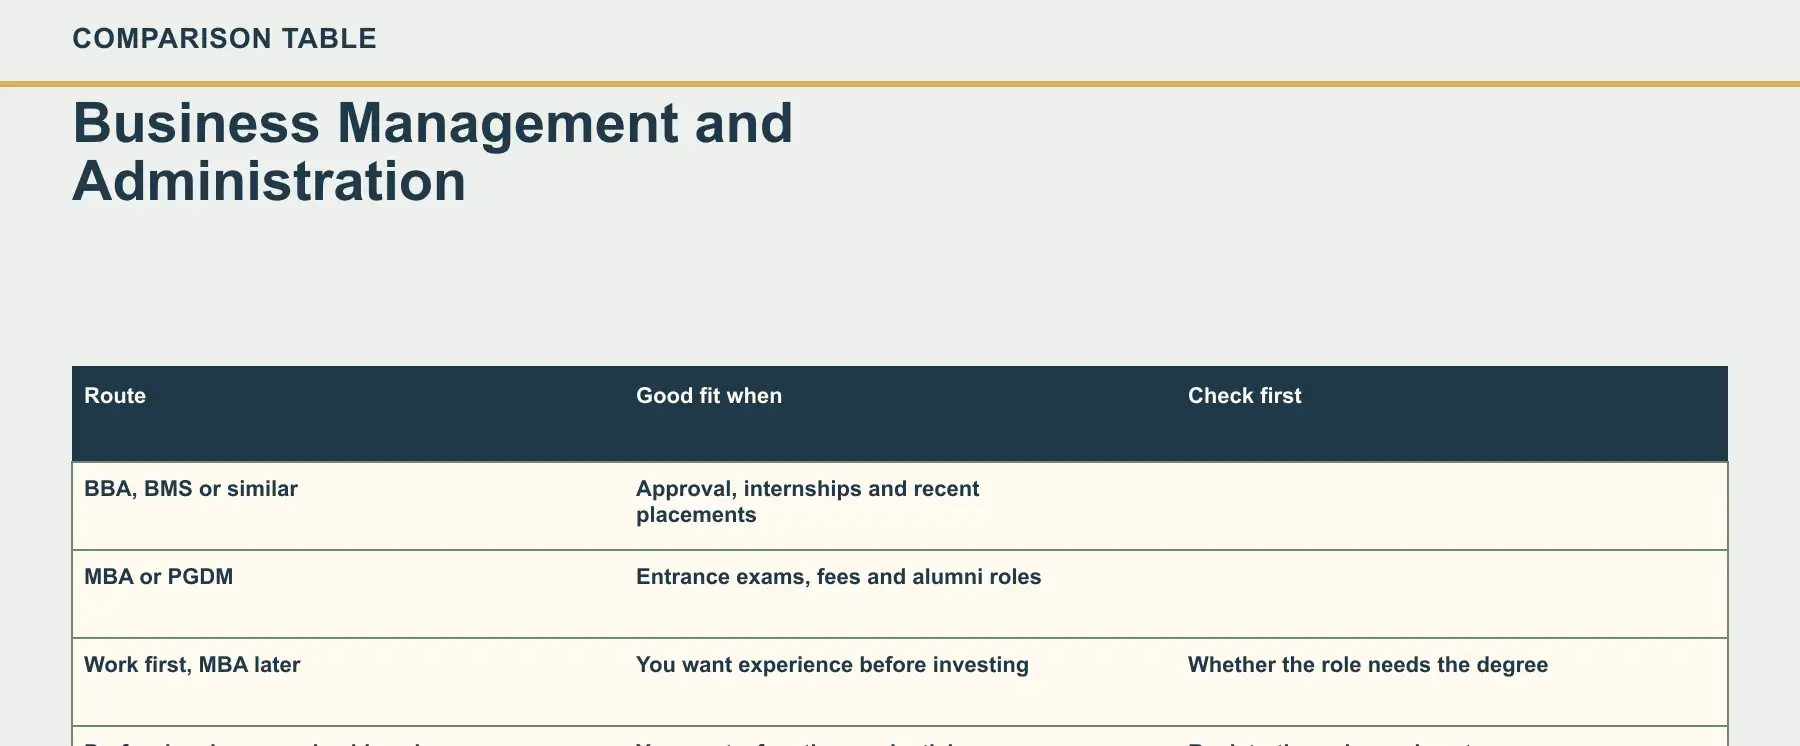 COMPARISON TABLE
Business Management and
Administration
Route Good fit when Check first
BBA, BMS or similar Approval, internships and recent
placements
MBA or PGDM Entrance exams, fees and alumni roles
Work first, MBA later You want experience before investing Whether the role needs the degree